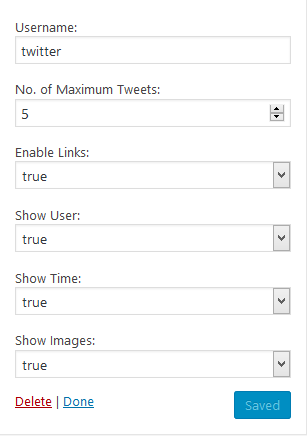 Username:
twitter
No. of Maximum Tweets:
5
Enable Links:
true
Show User:
true
Show Time:
true
Show Images:
true
Delete | Done
Saved